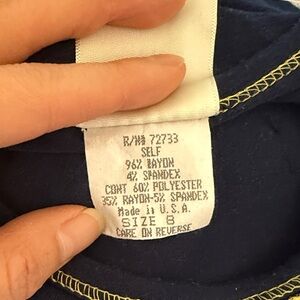 R/N# 72733
SELF
96% RAYON
4% SPANDEX
CONT 60% POLYESTER
35% RAYON-5% SPANDEX
Made in U.S.A.
SIZE 8
CARE ON REVERSE